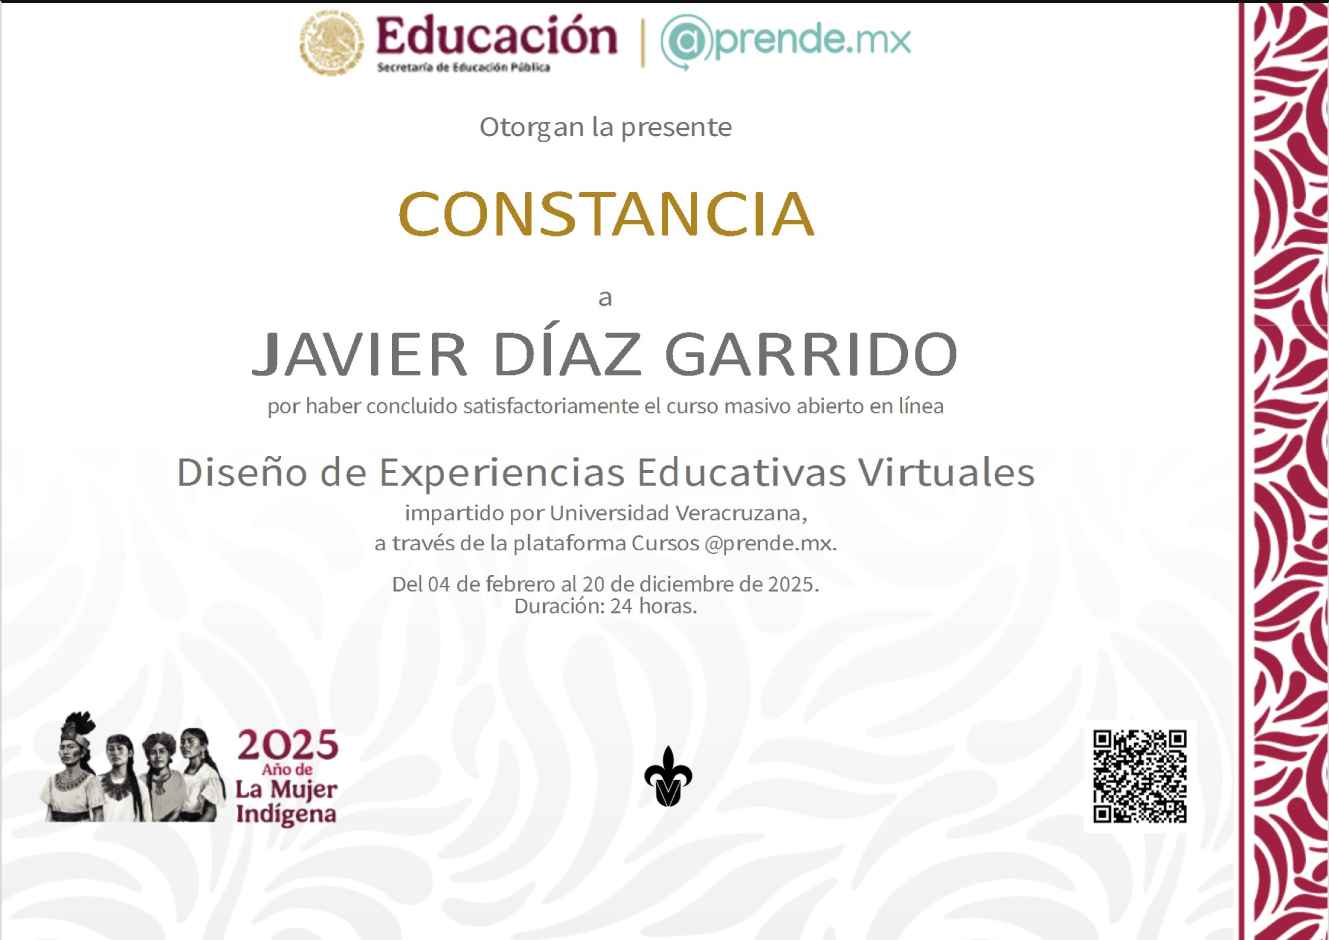 Educación
Secretaría de Educación Pública
@prende.mx
Otorgan la presente
CONSTANCIA
a
JAVIER DÍAZ GARRIDO
por haber concluido satisfactoriamente el curso masivo abierto en línea
Diseño de Experiencias Educativas Virtuales
impartido por Universidad Veracruzana,
a través de la plataforma Cursos @prende.mx.
Del 04 de febrero al 20 de diciembre de 2025.
Duración: 24 horas.
2025
Año de
La Mujer
Indígena